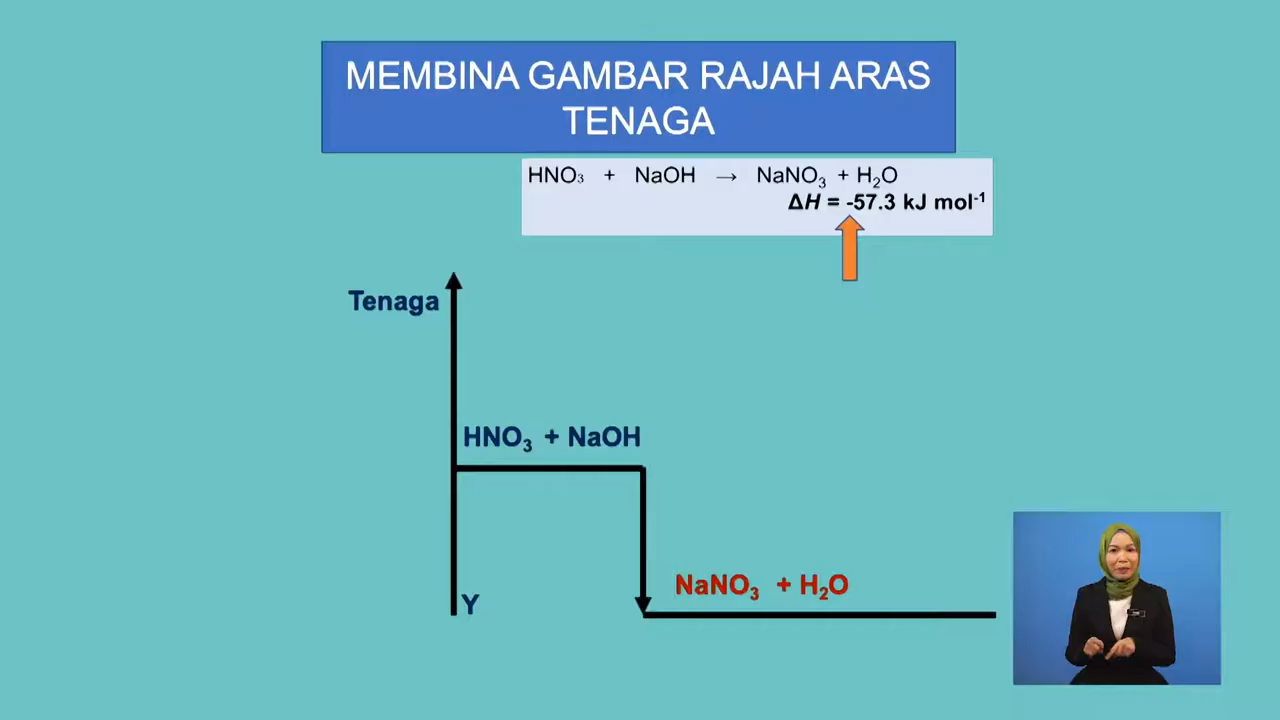 MEMBINA GAMBAR RAJAH ARAS
TENAGA
HNO₃ + NaOH → NaNO₃ + H₂O
ΔH = -57.3 kJ mol⁻¹
Tenaga
HNO₃ + NaOH
NaNO₃ + H₂O
Y